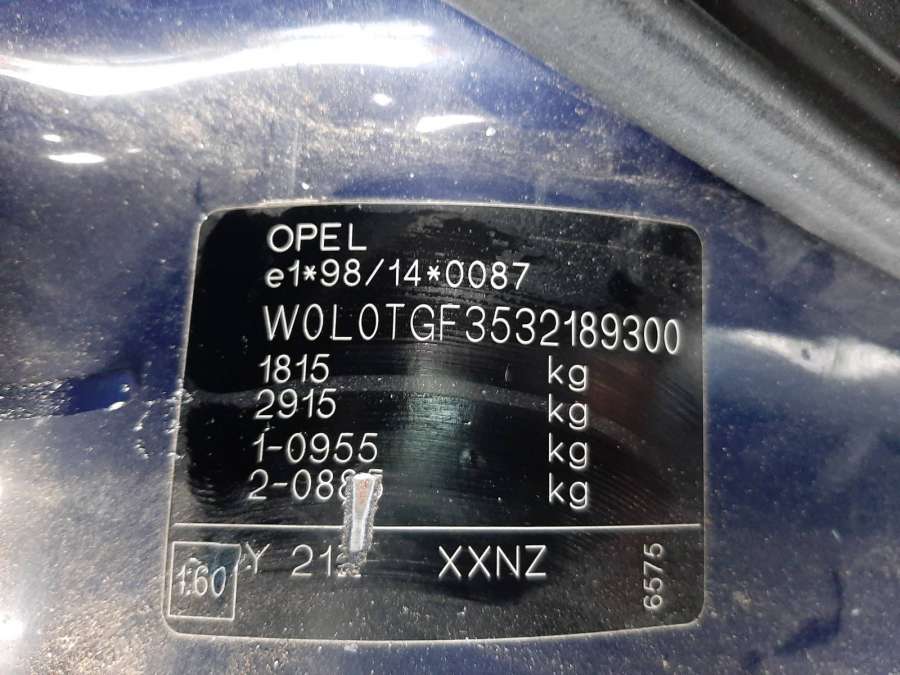 OPEL
e1*98/14*0087
W0L0TGF3532189300
1815 kg
2915 kg
1-0955 kg
kg
1:60
XXNZ
6575